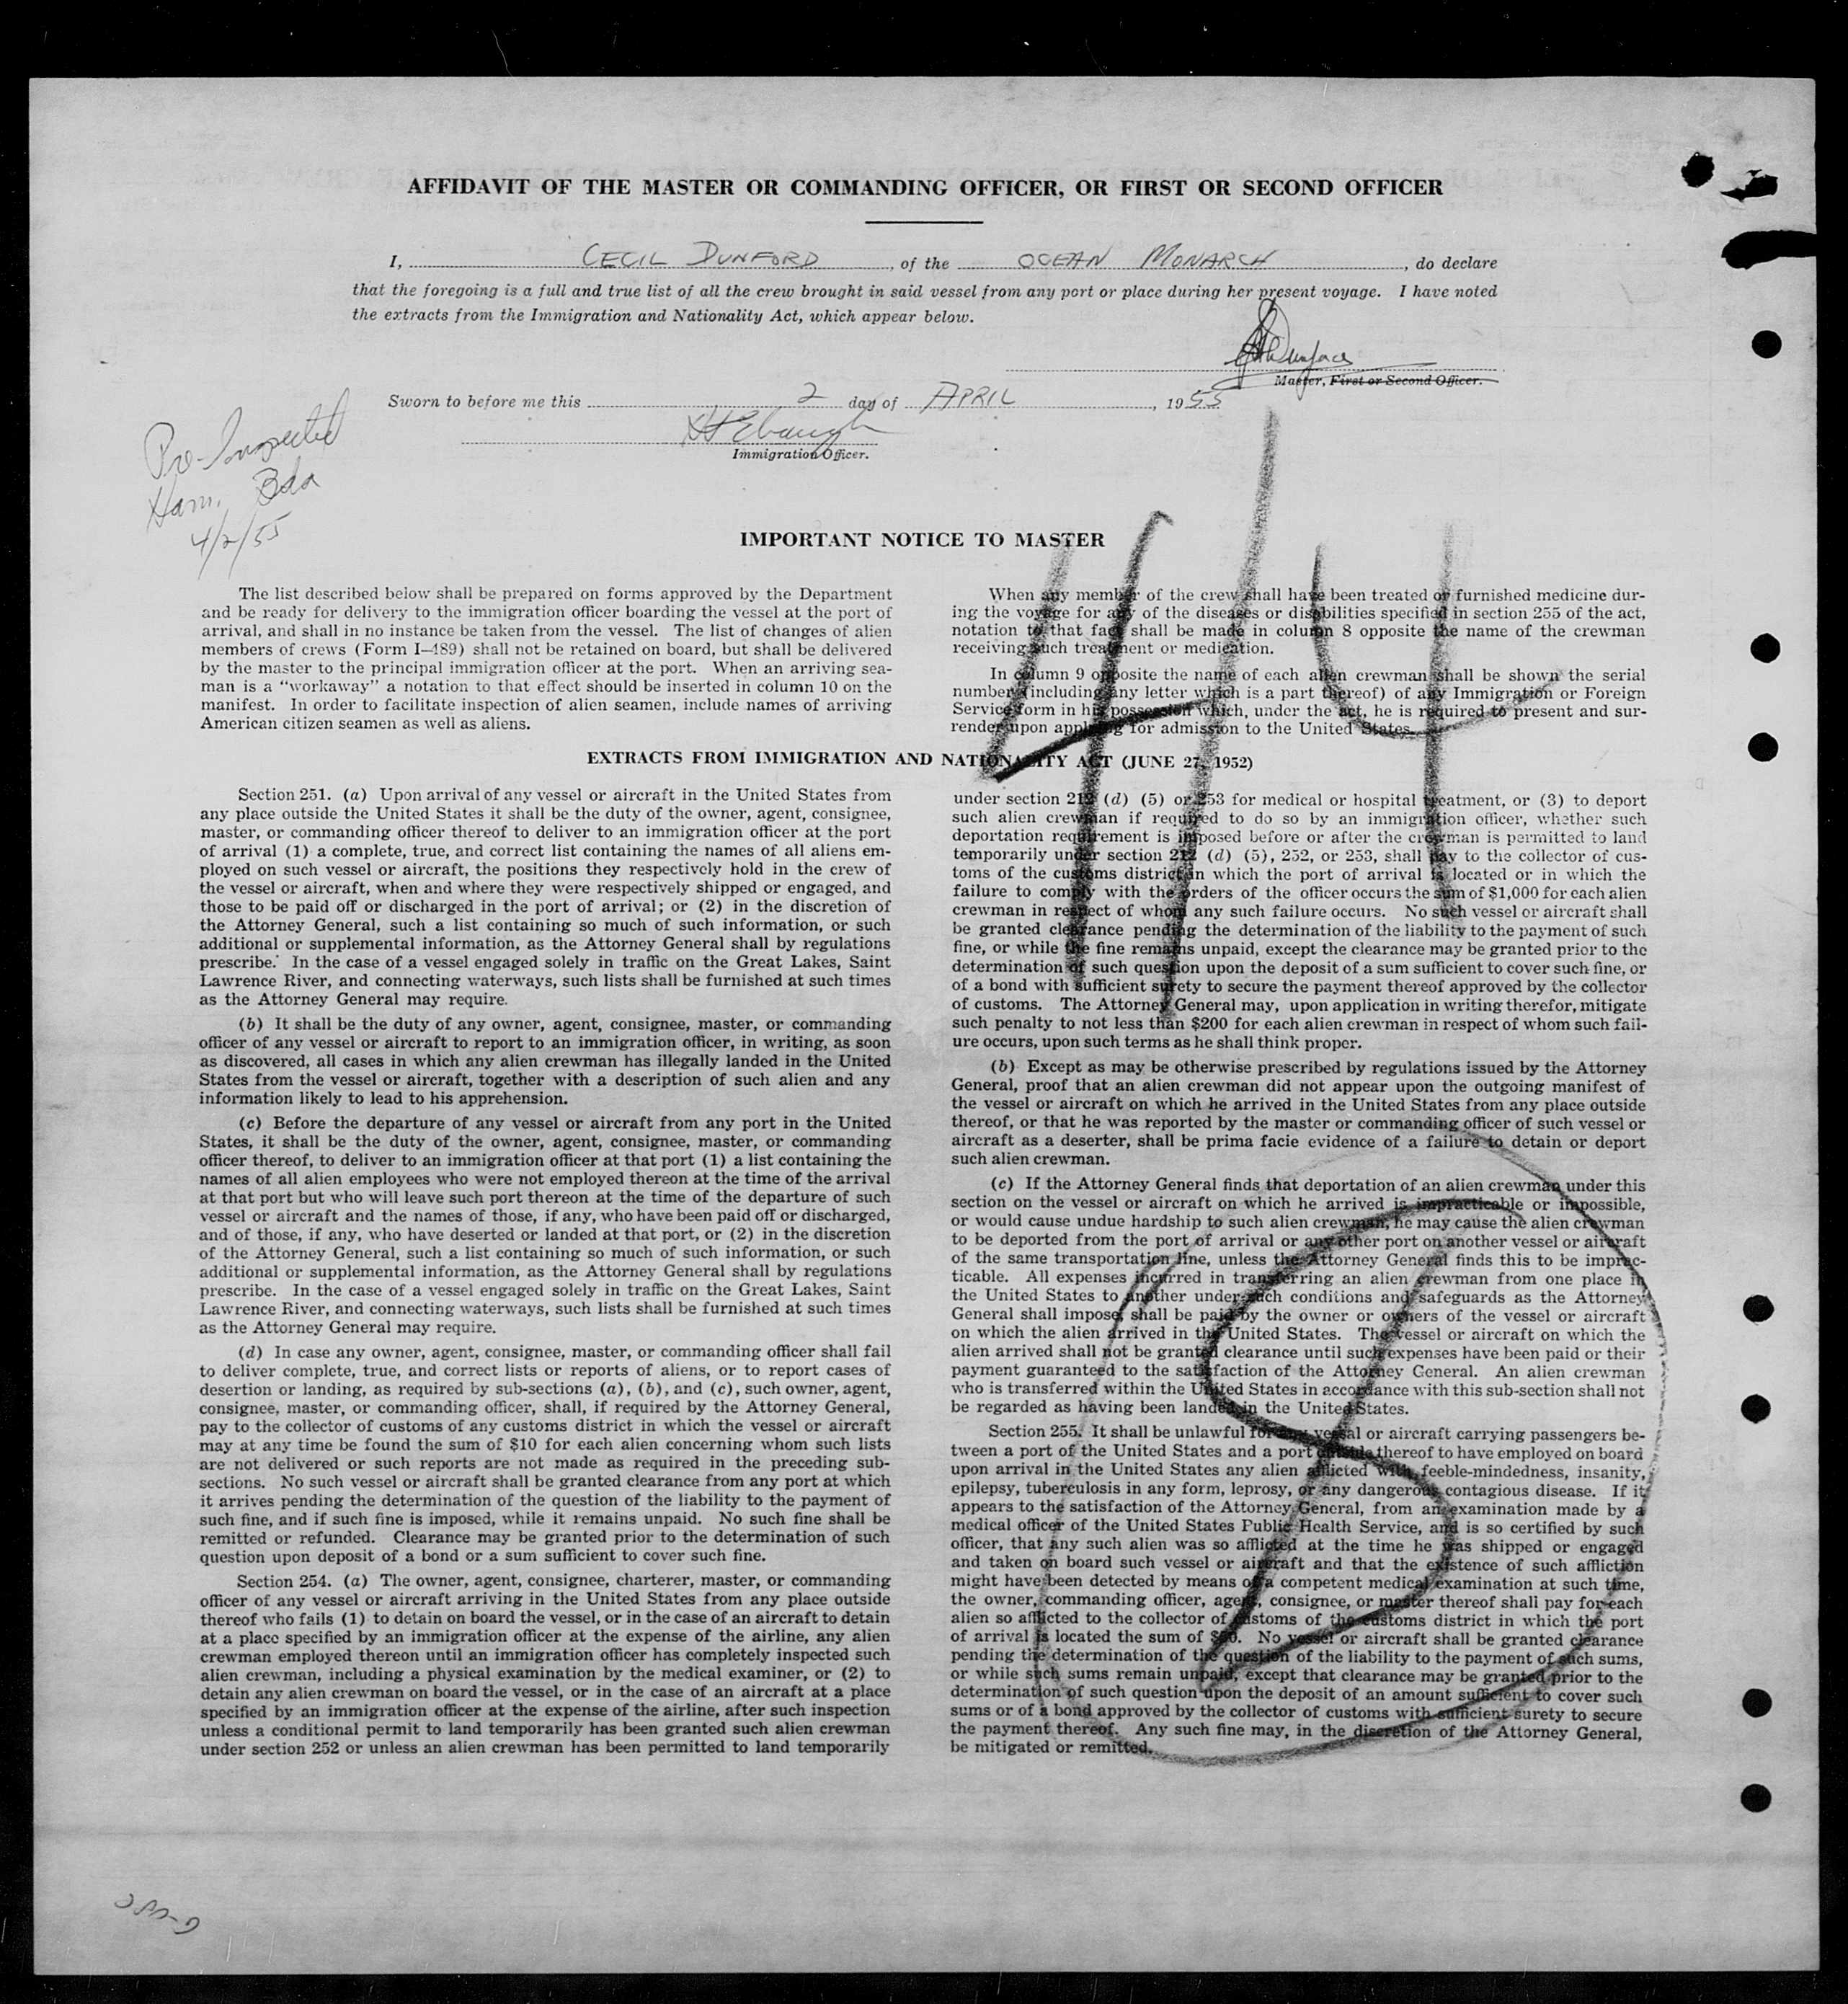 AFFIDAVIT OF THE MASTER OR COMMANDING OFFICER, OR FIRST OR SECOND OFFICER
I, CECIL DUNFORD, of the OCEAN MONARCH, do declare
that the foregoing is a full and true list of all the crew brought in said vessel from any port or place during her present voyage. I have noted
the extracts from the Immigration and Nationality Act, which appear below.
Master, First or Second Officer.
Sworn to before me this 2 day of APRIL, 1955
Immigration Officer.
Pre-Inspected
Ham. Bda
4/2/55
IMPORTANT NOTICE TO MASTER
The list described below shall be prepared on forms approved by the Department
and be ready for delivery to the immigration officer boarding the vessel at the port of
arrival, and shall in no instance be taken from the vessel. The list of changes of alien
members of crews (Form I-489) shall not be retained on board, but shall be delivered
by the master to the principal immigration officer at the port. When an arriving sea-
man is a "workaway" a notation to that effect should be inserted in column 10 on the
manifest. In order to facilitate inspection of alien seamen, include names of arriving
American citizen seamen as well as aliens.
When any member of the crew shall have been treated or furnished medicine dur-
ing the voyage for any of the diseases or disabilities specified in section 255 of the act,
notation to that fact shall be made in column 8 opposite the name of the crewman
receiving such treatment or medication.
In column 9 opposite the name of each alien crewman shall be shown the serial
number (including any letter which is a part thereof) of any Immigration or Foreign
Service form in his possession which, under the act, he is required to present and sur-
render upon applying for admission to the United States.
EXTRACTS FROM IMMIGRATION AND NATIONALITY ACT (JUNE 27, 1952)
Section 251. (a) Upon arrival of any vessel or aircraft in the United States from
any place outside the United States it shall be the duty of the owner, agent, consignee,
master, or commanding officer thereof to deliver to an immigration officer at the port
of arrival (1) a complete, true, and correct list containing the names of all aliens em-
ployed on such vessel or aircraft, the positions they respectively hold in the crew of
the vessel or aircraft, when and where they were respectively shipped or engaged, and
those to be paid off or discharged in the port of arrival; or (2) in the discretion of
the Attorney General, such a list containing so much of such information, or such
additional or supplemental information, as the Attorney General shall by regulations
prescribe. In the case of a vessel engaged solely in traffic on the Great Lakes, Saint
Lawrence River, and connecting waterways, such lists shall be furnished at such times
as the Attorney General may require.
(b) It shall be the duty of any owner, agent, consignee, master, or commanding
officer of any vessel or aircraft to report to an immigration officer, in writing, as soon
as discovered, all cases in which any alien crewman has illegally landed in the United
States from the vessel or aircraft, together with a description of such alien and any
information likely to lead to his apprehension.
(c) Before the departure of any vessel or aircraft from any port in the United
States, it shall be the duty of the owner, agent, consignee, master, or commanding
officer thereof, to deliver to an immigration officer at that port (1) a list containing the
names of all alien employees who were not employed thereon at the time of the arrival
at that port but who will leave such port thereon at the time of the departure of such
vessel or aircraft and the names of those, if any, who have been paid off or discharged,
and of those, if any, who have deserted or landed at that port, or (2) in the discretion
of the Attorney General, such a list containing so much of such information, or such
additional or supplemental information, as the Attorney General shall by regulations
prescribe. In the case of a vessel engaged solely in traffic on the Great Lakes, Saint
Lawrence River, and connecting waterways, such lists shall be furnished at such times
as the Attorney General may require.
(d) In case any owner, agent, consignee, master, or commanding officer shall fail
to deliver complete, true, and correct lists or reports of aliens, or to report cases of
desertion or landing, as required by sub-sections (a), (b), and (c), such owner, agent,
consignee, master, or commanding officer, shall, if required by the Attorney General,
pay to the collector of customs of any customs district in which the vessel or aircraft
may at any time be found the sum of $10 for each alien concerning whom such lists
are not delivered or such reports are not made as required in the preceding sub-
sections. No such vessel or aircraft shall be granted clearance from any port at which
it arrives pending the determination of the question of the liability to the payment of
such fine, and if such fine is imposed, while it remains unpaid. No such fine shall be
remitted or refunded. Clearance may be granted prior to the determination of such
question upon deposit of a bond or a sum sufficient to cover such fine.
Section 254. (a) The owner, agent, consignee, charterer, master, or commanding
officer of any vessel or aircraft arriving in the United States from any place outside
thereof who fails (1) to detain on board the vessel, or in the case of an aircraft to detain
at a place specified by an immigration officer at the expense of the airline, any alien
crewman employed thereon until an immigration officer has completely inspected such
alien crewman, including a physical examination by the medical examiner, or (2) to
detain any alien crewman on board the vessel, or in the case of an aircraft at a place
specified by an immigration officer at the expense of the airline, after such inspection
unless a conditional permit to land temporarily has been granted such alien crewman
under section 252 or unless an alien crewman has been permitted to land temporarily
under section 212 (d) (5) or 253 for medical or hospital treatment, or (3) to deport
such alien crewman if required to do so by an immigration officer, whether such
deportation requirement is imposed before or after the crewman is permitted to land
temporarily under section 212 (d) (5), 252, or 253, shall pay to the collector of cus-
toms of the customs district in which the port of arrival is located or in which the
failure to comply with the orders of the officer occurs the sum of $1,000 for each alien
crewman in respect of whom any such failure occurs. No such vessel or aircraft shall
be granted clearance pending the determination of the liability to the payment of such
fine, or while the fine remains unpaid, except the clearance may be granted prior to the
determination of such question upon the deposit of a sum sufficient to cover such fine, or
of a bond with sufficient surety to secure the payment thereof approved by the collector
of customs. The Attorney General may, upon application in writing therefor, mitigate
such penalty to not less than $200 for each alien crewman in respect of whom such fail-
ure occurs, upon such terms as he shall think proper.
(b) Except as may be otherwise prescribed by regulations issued by the Attorney
General, proof that an alien crewman did not appear upon the outgoing manifest of
the vessel or aircraft on which he arrived in the United States from any place outside
thereof, or that he was reported by the master or commanding officer of such vessel or
aircraft as a deserter, shall be prima facie evidence of a failure to detain or deport
such alien crewman.
(c) If the Attorney General finds that deportation of an alien crewman under this
section on the vessel or aircraft on which he arrived is impracticable or impossible,
or would cause undue hardship to such alien crewman, he may cause the alien crewman
to be deported from the port of arrival or any other port on another vessel or aircraft
of the same transportation line, unless the Attorney General finds this to be imprac-
ticable. All expenses incurred in transferring an alien crewman from one place in
the United States to another under such conditions and safeguards as the Attorney
General shall impose, shall be paid by the owner or owners of the vessel or aircraft
on which the alien arrived in the United States. The vessel or aircraft on which the
alien arrived shall not be granted clearance until such expenses have been paid or their
payment guaranteed to the satisfaction of the Attorney General. An alien crewman
who is transferred within the United States in accordance with this sub-section shall not
be regarded as having been landed in the United States.
Section 255. It shall be unlawful for any vessel or aircraft carrying passengers be-
tween a port of the United States and a port outside thereof to have employed on board
upon arrival in the United States any alien afflicted with feeble-mindedness, insanity,
epilepsy, tuberculosis in any form, leprosy, or any dangerous contagious disease. If it
appears to the satisfaction of the Attorney General, from an examination made by a
medical officer of the United States Public Health Service, and is so certified by such
officer, that any such alien was so afflicted at the time he was shipped or engaged
and taken on board such vessel or aircraft and that the existence of such affliction
might have been detected by means of a competent medical examination at such time,
the owner, commanding officer, agent, consignee, or master thereof shall pay for each
alien so afflicted to the collector of customs of the customs district in which the port
of arrival is located the sum of $50. No vessel or aircraft shall be granted clearance
pending the determination of the question of the liability to the payment of such sums,
or while such sums remain unpaid, except that clearance may be granted prior to the
determination of such question upon the deposit of an amount sufficient to cover such
sums or of a bond approved by the collector of customs with sufficient surety to secure
the payment thereof. Any such fine may, in the discretion of the Attorney General,
be mitigated or remitted.